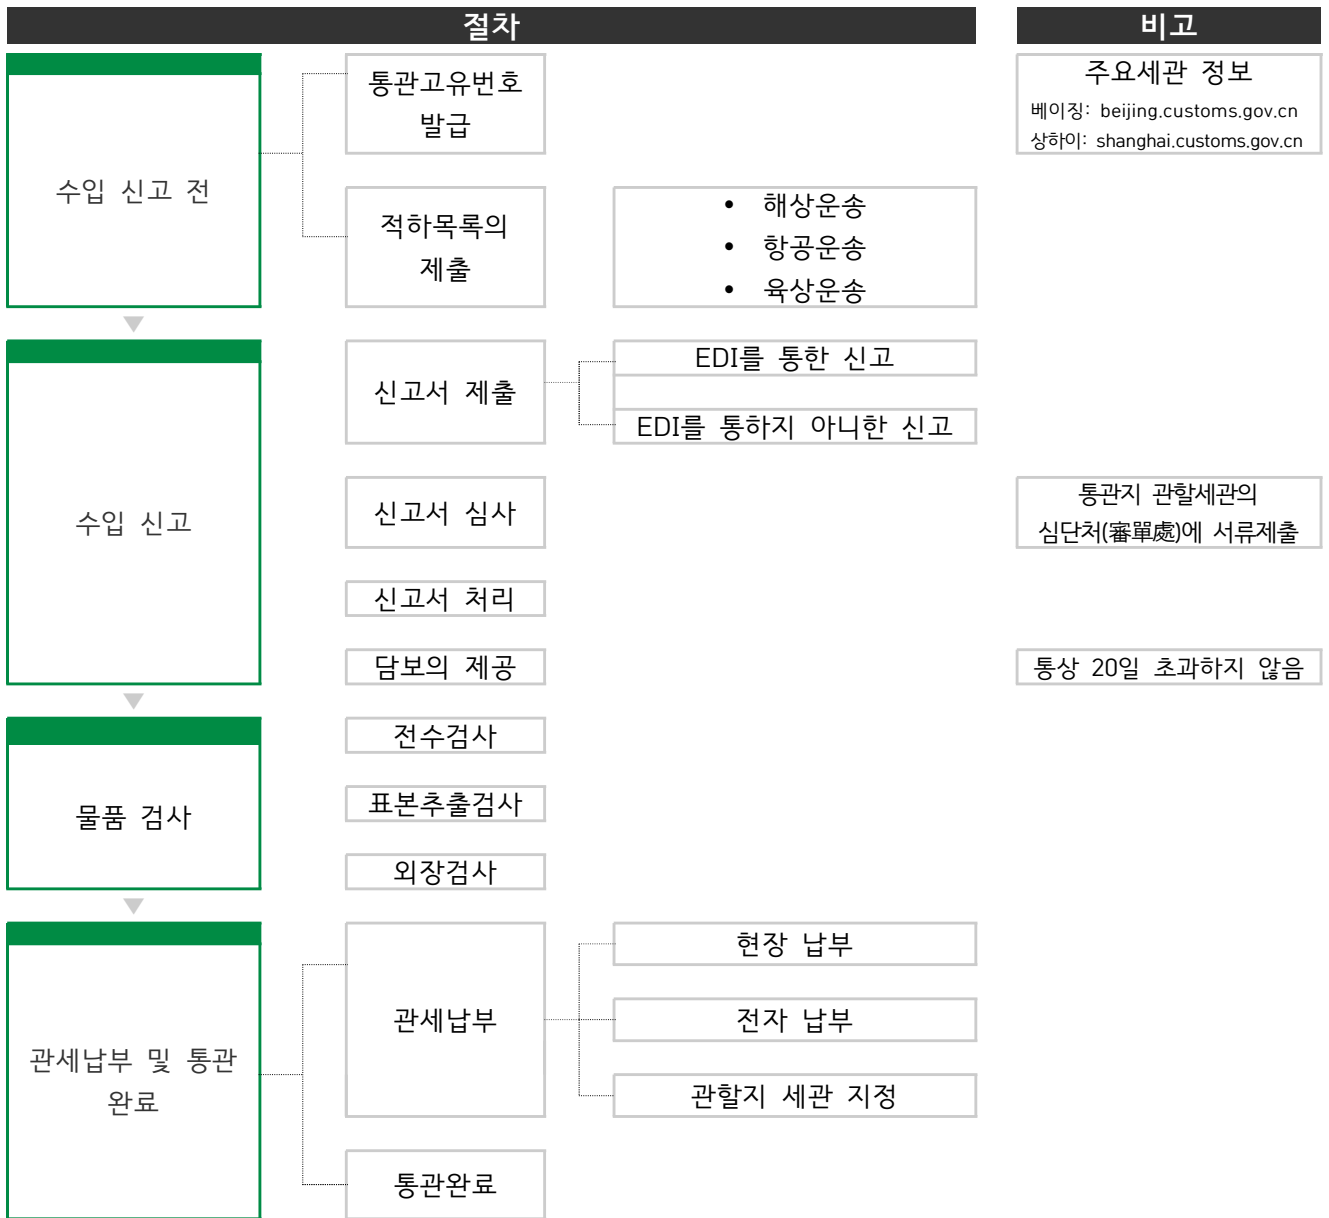 절차
비고
수입 신고 전
통관고유번호
발급
주요세관 정보
베이징: beijing.customs.gov.cn
상하이: shanghai.customs.gov.cn
적하목록의
제출
• 해상운송
• 항공운송
• 육상운송
수입 신고
신고서 제출
EDI를 통한 신고
EDI를 통하지 아니한 신고
신고서 심사
통관지 관할세관의
심단처(審單處)에 서류제출
신고서 처리
담보의 제공
통상 20일 초과하지 않음
물품 검사
전수검사
표본추출검사
외장검사
관세납부 및 통관
완료
관세납부
현장 납부
전자 납부
관할지 세관 지정
통관완료